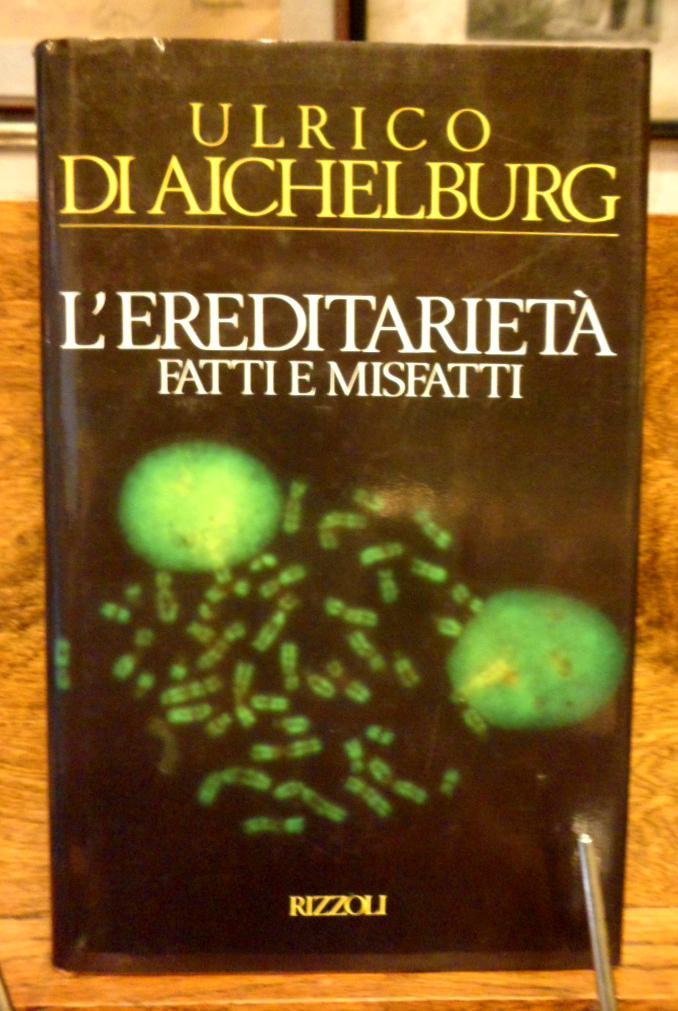 ULRICO
DI AICHELBURG
L'EREDITARIETÀ
FATTI E MISFATTI
RIZZOLI